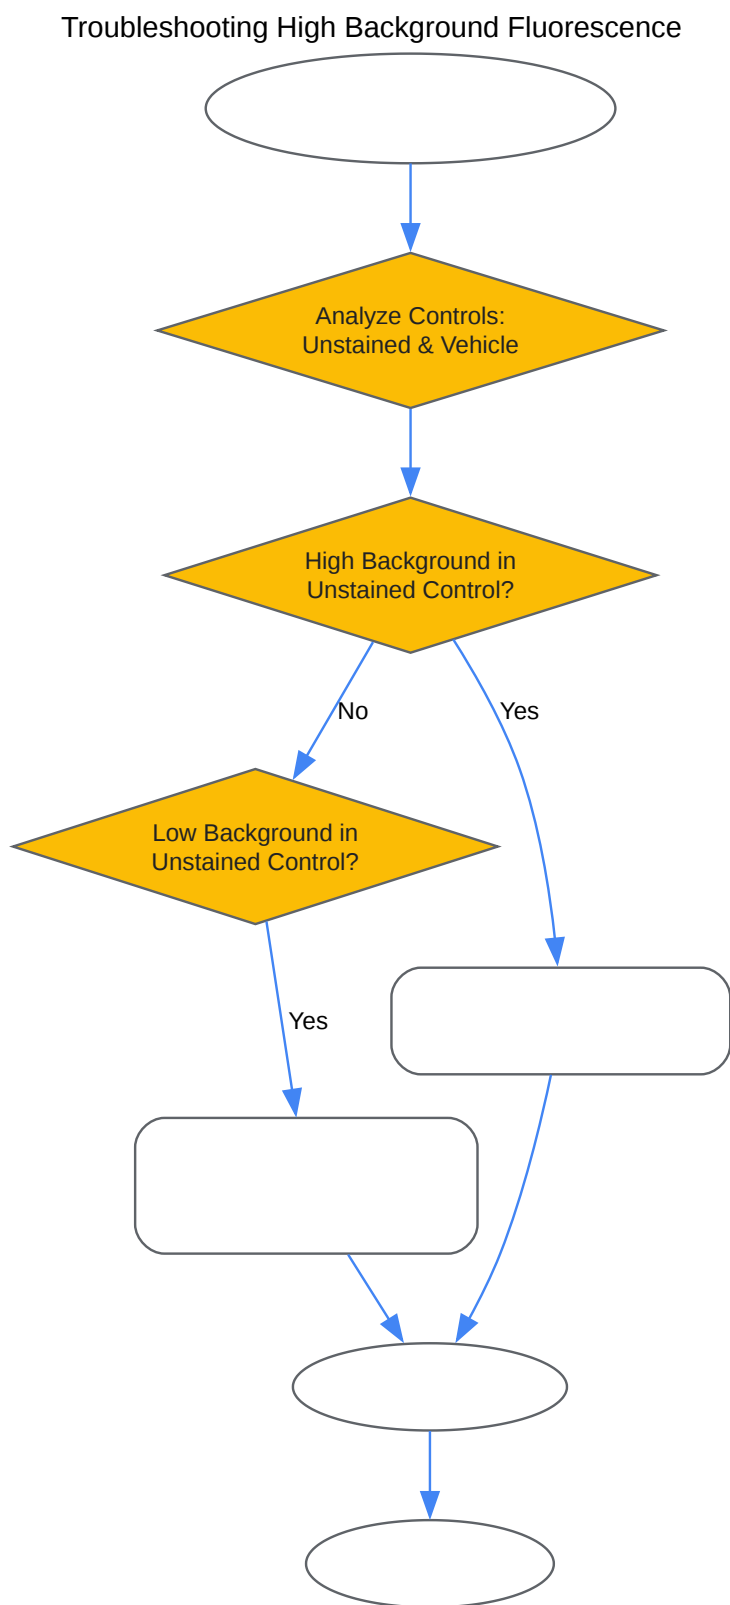 Troubleshooting High Background Fluorescence
Analyze Controls:
Unstained & Vehicle
High Background in
Unstained Control?
No
Yes
Low Background in
Unstained Control?
Yes